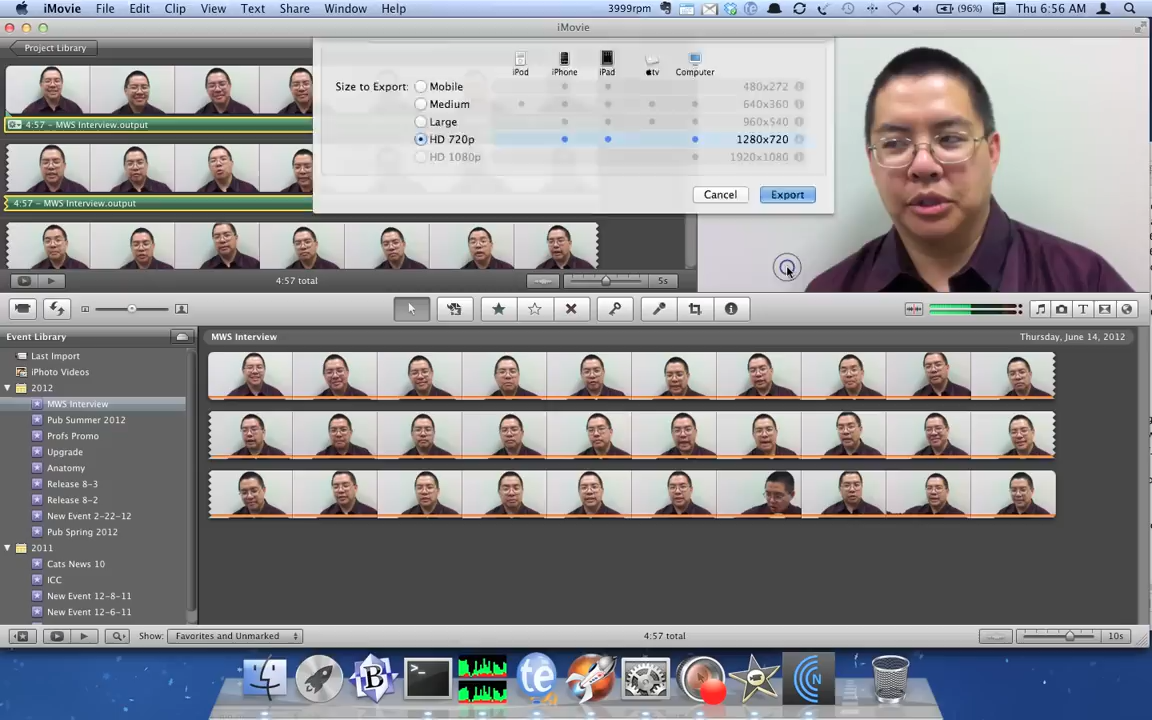 iMovie File Edit Clip View Text Share Window Help 3999rpm (96%) Thu 6:56 AM
iMovie
Project Library
iPod iPhone iPad tv Computer
Size to Export: Mobile 480x272
Medium 640x360
Large 960x540
HD 720p 1280x720
HD 1080p 1920x1080
Cancel Export
4:57 – MWS Interview.output
4:57 – MWS Interview.output
4:57 total 5s
Event Library
MWS Interview Thursday, June 14, 2012
Last Import
iPhoto Videos
2012
MWS Interview
Pub Summer 2012
Profs Promo
Upgrade
Anatomy
Release 8-3
Release 8-2
New Event 2-22-12
Pub Spring 2012
2011
Cats News 10
ICC
New Event 12-8-11
New Event 12-6-11
Show: Favorites and Unmarked 4:57 total 10s